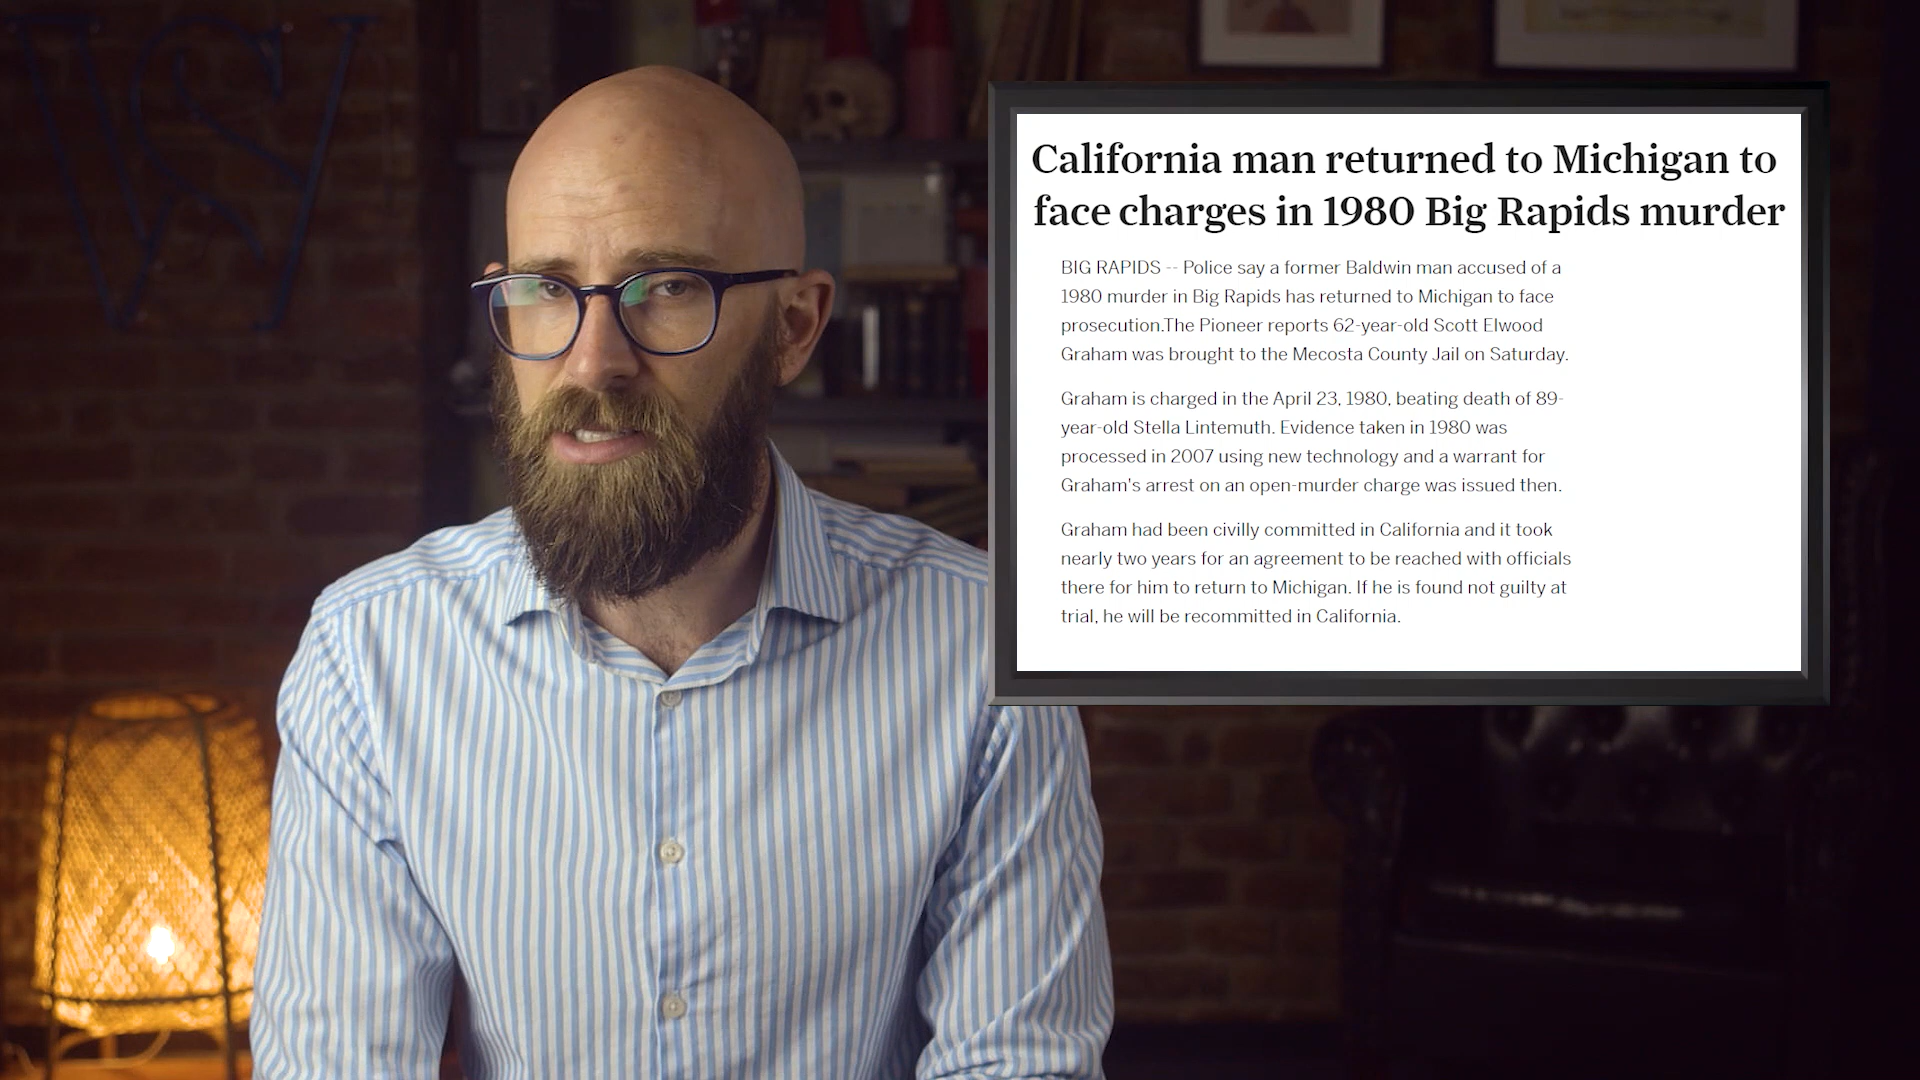 California man returned to Michigan to
face charges in 1980 Big Rapids murder
BIG RAPIDS -- Police say a former Baldwin man accused of a
1980 murder in Big Rapids has returned to Michigan to face
prosecution.The Pioneer reports 62-year-old Scott Elwood
Graham was brought to the Mecosta County Jail on Saturday.
Graham is charged in the April 23, 1980, beating death of 89-
year-old Stella Lintemuth. Evidence taken in 1980 was
processed in 2007 using new technology and a warrant for
Graham's arrest on an open-murder charge was issued then.
Graham had been civilly committed in California and it took
nearly two years for an agreement to be reached with officials
there for him to return to Michigan. If he is found not guilty at
trial, he will be recommitted in California.